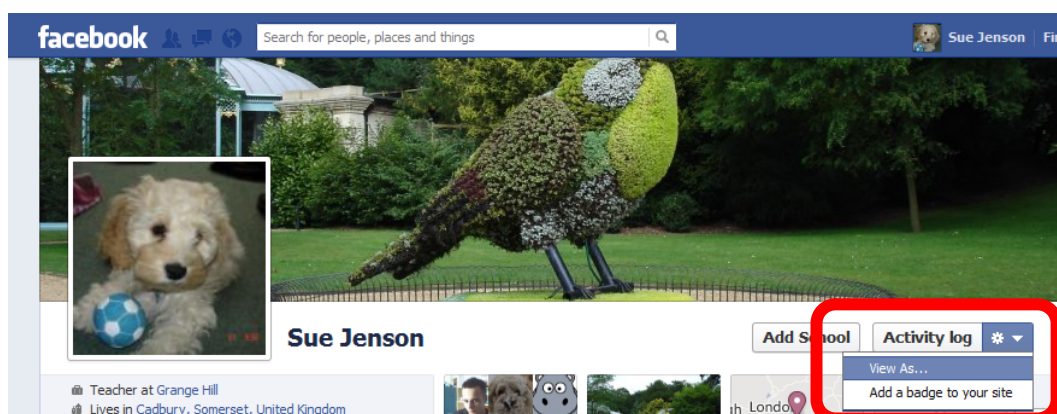 facebook
Search for people, places and things
Sue Jenson
Sue Jenson
Add School
Activity log
View As...
Add a badge to your site
Teacher at Grange Hill
Lives in Cadbury, Somerset, United Kingdom